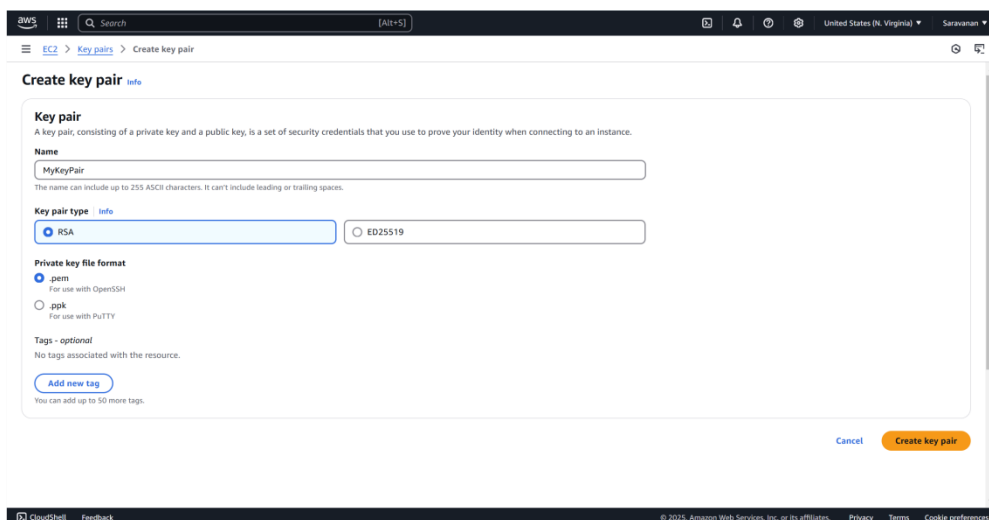 aws Search [Alt+S] United States (N. Virginia) Saravanan
EC2 > Key pairs > Create key pair
Create key pair Info
Key pair
A key pair, consisting of a private key and a public key, is a set of security credentials that you use to prove your identity when connecting to an instance.
Name
MyKeyPair
The name can include up to 255 ASCII characters. It can't include leading or trailing spaces.
Key pair type Info
RSA ED25519
Private key file format
.pem
For use with OpenSSH
.ppk
For use with PuTTY
Tags - optional
No tags associated with the resource.
Add new tag
You can add up to 50 more tags.
Cancel Create key pair
CloudShell Feedback © 2025, Amazon Web Services, Inc. or its affiliates. Privacy Terms Cookie preferences